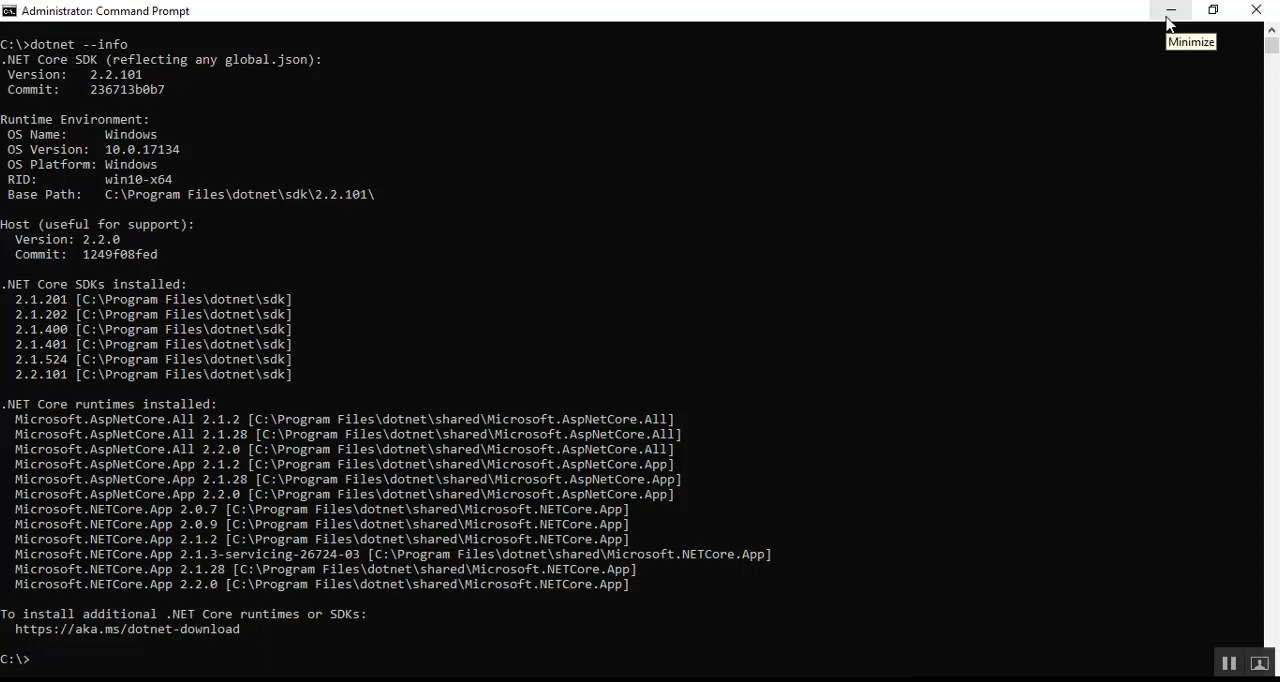 Administrator: Command Prompt
Minimize
C:\>dotnet --info
.NET Core SDK (reflecting any global.json):
 Version:   2.2.101
 Commit:    236713b0b7
Runtime Environment:
 OS Name:     Windows
 OS Version:  10.0.17134
 OS Platform: Windows
 RID:         win10-x64
 Base Path:   C:\Program Files\dotnet\sdk\2.2.101\
Host (useful for support):
  Version: 2.2.0
  Commit:  1249f08fed
.NET Core SDKs installed:
  2.1.201 [C:\Program Files\dotnet\sdk]
  2.1.202 [C:\Program Files\dotnet\sdk]
  2.1.400 [C:\Program Files\dotnet\sdk]
  2.1.401 [C:\Program Files\dotnet\sdk]
  2.1.524 [C:\Program Files\dotnet\sdk]
  2.2.101 [C:\Program Files\dotnet\sdk]
.NET Core runtimes installed:
  Microsoft.AspNetCore.All 2.1.2 [C:\Program Files\dotnet\shared\Microsoft.AspNetCore.All]
  Microsoft.AspNetCore.All 2.1.28 [C:\Program Files\dotnet\shared\Microsoft.AspNetCore.All]
  Microsoft.AspNetCore.All 2.2.0 [C:\Program Files\dotnet\shared\Microsoft.AspNetCore.All]
  Microsoft.AspNetCore.App 2.1.2 [C:\Program Files\dotnet\shared\Microsoft.AspNetCore.App]
  Microsoft.AspNetCore.App 2.1.28 [C:\Program Files\dotnet\shared\Microsoft.AspNetCore.App]
  Microsoft.AspNetCore.App 2.2.0 [C:\Program Files\dotnet\shared\Microsoft.AspNetCore.App]
  Microsoft.NETCore.App 2.0.7 [C:\Program Files\dotnet\shared\Microsoft.NETCore.App]
  Microsoft.NETCore.App 2.0.9 [C:\Program Files\dotnet\shared\Microsoft.NETCore.App]
  Microsoft.NETCore.App 2.1.2 [C:\Program Files\dotnet\shared\Microsoft.NETCore.App]
  Microsoft.NETCore.App 2.1.3-servicing-26724-03 [C:\Program Files\dotnet\shared\Microsoft.NETCore.App]
  Microsoft.NETCore.App 2.1.28 [C:\Program Files\dotnet\shared\Microsoft.NETCore.App]
  Microsoft.NETCore.App 2.2.0 [C:\Program Files\dotnet\shared\Microsoft.NETCore.App]
To install additional .NET Core runtimes or SDKs:
  https://aka.ms/dotnet-download
C:\>